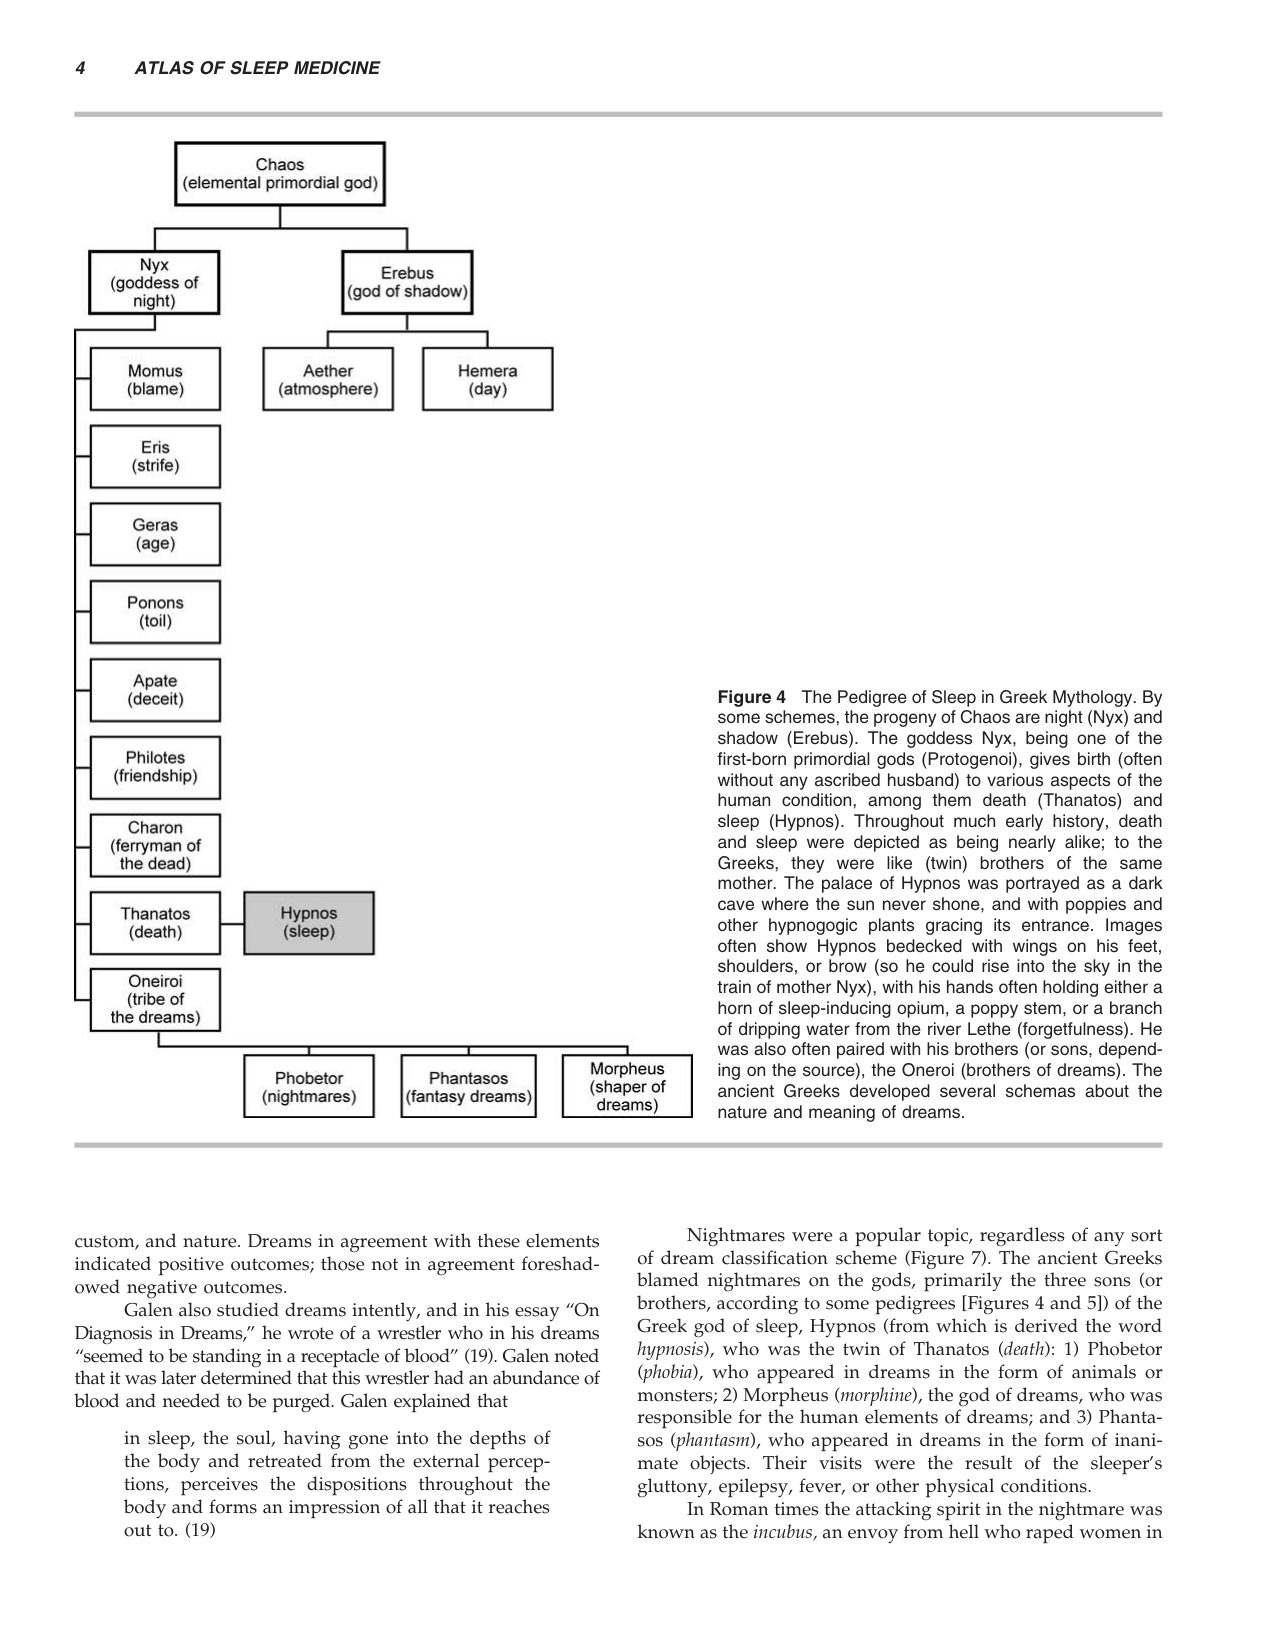 4 ATLAS OF SLEEP MEDICINE
Chaos
(elemental primordial god)
Nyx
(goddess of
night)
Erebus
(god of shadow)
Momus
(blame)
Aether
(atmosphere)
Hemera
(day)
Eris
(strife)
Geras
(age)
Ponons
(toil)
Apate
(deceit)
Philotes
(friendship)
Charon
(ferryman of
the dead)
Thanatos
(death)
Hypnos
(sleep)
Oneiroi
(tribe of
the dreams)
Phobetor
(nightmares)
Phantasos
(fantasy dreams)
Morpheus
(shaper of
dreams)
Figure 4 The Pedigree of Sleep in Greek Mythology. By
some schemes, the progeny of Chaos are night (Nyx) and
shadow (Erebus). The goddess Nyx, being one of the
first-born primordial gods (Protogenoi), gives birth (often
without any ascribed husband) to various aspects of the
human condition, among them death (Thanatos) and
sleep (Hypnos). Throughout much early history, death
and sleep were depicted as being nearly alike; to the
Greeks, they were like (twin) brothers of the same
mother. The palace of Hypnos was portrayed as a dark
cave where the sun never shone, and with poppies and
other hypnogogic plants gracing its entrance. Images
often show Hypnos bedecked with wings on his feet,
shoulders, or brow (so he could rise into the sky in the
train of mother Nyx), with his hands often holding either a
horn of sleep-inducing opium, a poppy stem, or a branch
of dripping water from the river Lethe (forgetfulness). He
was also often paired with his brothers (or sons, depend-
ing on the source), the Oneroi (brothers of dreams). The
ancient Greeks developed several schemas about the
nature and meaning of dreams.
custom, and nature. Dreams in agreement with these elements
indicated positive outcomes; those not in agreement foreshad-
owed negative outcomes.
Galen also studied dreams intently, and in his essay “On
Diagnosis in Dreams,” he wrote of a wrestler who in his dreams
“seemed to be standing in a receptacle of blood” (19). Galen noted
that it was later determined that this wrestler had an abundance of
blood and needed to be purged. Galen explained that
in sleep, the soul, having gone into the depths of
the body and retreated from the external percep-
tions, perceives the dispositions throughout the
body and forms an impression of all that it reaches
out to. (19)
Nightmares were a popular topic, regardless of any sort
of dream classification scheme (Figure 7). The ancient Greeks
blamed nightmares on the gods, primarily the three sons (or
brothers, according to some pedigrees [Figures 4 and 5]) of the
Greek god of sleep, Hypnos (from which is derived the word
hypnosis), who was the twin of Thanatos (death): 1) Phobetor
(phobia), who appeared in dreams in the form of animals or
monsters; 2) Morpheus (morphine), the god of dreams, who was
responsible for the human elements of dreams; and 3) Phanta-
sos (phantasm), who appeared in dreams in the form of inani-
mate objects. Their visits were the result of the sleeper’s
gluttony, epilepsy, fever, or other physical conditions.
In Roman times the attacking spirit in the nightmare was
known as the incubus, an envoy from hell who raped women in